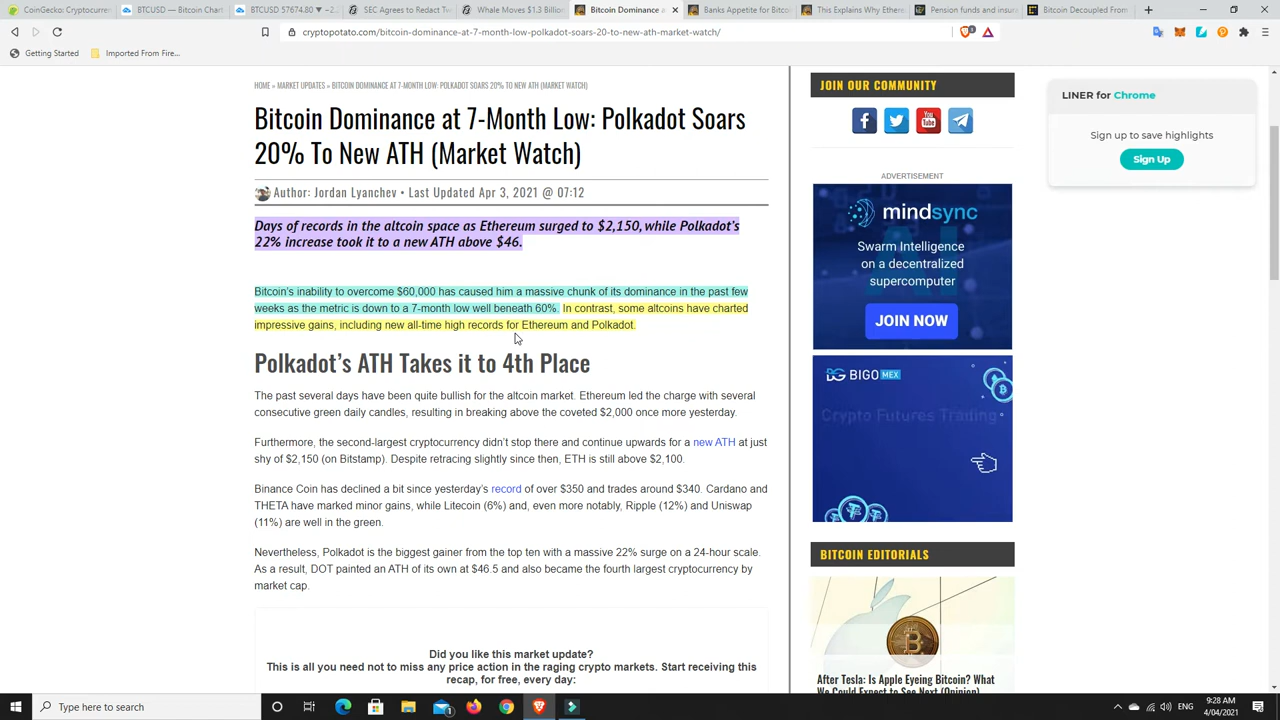 CoinGecko: Cryptocurren
BTCUSD — Bitcoin Chart
BTCUSD 57674.80 ▼ −2..
SEC Agrees to Redact Tw
Whale Moves $1.3 Billion
Bitcoin Dominance a
Banks Appetite for Bitco
This Explains Why Ethere
Pension funds and insur
Bitcoin Decoupled From
cryptopotato.com/bitcoin-dominance-at-7-month-low-polkadot-soars-20-to-new-ath-market-watch/
Getting Started
Imported From Fire...
HOME » MARKET UPDATES » BITCOIN DOMINANCE AT 7-MONTH LOW: POLKADOT SOARS 20% TO NEW ATH (MARKET WATCH)
Bitcoin Dominance at 7-Month Low: Polkadot Soars
20% To New ATH (Market Watch)
Author: Jordan Lyanchev • Last Updated Apr 3, 2021 @ 07:12
Days of records in the altcoin space as Ethereum surged to $2,150, while Polkadot's
22% increase took it to a new ATH above $46.
Bitcoin's inability to overcome $60,000 has caused him a massive chunk of its dominance in the past few
weeks as the metric is down to a 7-month low well beneath 60%. In contrast, some altcoins have charted
impressive gains, including new all-time high records for Ethereum and Polkadot.
Polkadot's ATH Takes it to 4th Place
The past several days have been quite bullish for the altcoin market. Ethereum led the charge with several
consecutive green daily candles, resulting in breaking above the coveted $2,000 once more yesterday.
Furthermore, the second-largest cryptocurrency didn't stop there and continue upwards for a new ATH at just
shy of $2,150 (on Bitstamp). Despite retracing slightly since then, ETH is still above $2,100.
Binance Coin has declined a bit since yesterday's record of over $350 and trades around $340. Cardano and
THETA have marked minor gains, while Litecoin (6%) and, even more notably, Ripple (12%) and Uniswap
(11%) are well in the green.
Nevertheless, Polkadot is the biggest gainer from the top ten with a massive 22% surge on a 24-hour scale.
As a result, DOT painted an ATH of its own at $46.5 and also became the fourth largest cryptocurrency by
market cap.
Did you like this market update?
This is all you need not to miss any price action in the raging crypto markets. Start receiving this
recap, for free, every day:
JOIN OUR COMMUNITY
You
Tube
ADVERTISEMENT
mindsync
Swarm Intelligence
on a decentralized
supercomputer
JOIN NOW
BIGO MEX
Crypto Futures Trading
BITCOIN EDITORIALS
After Tesla: Is Apple Eyeing Bitcoin? What
We Could Expect to See Next (Opinion)
LINER for Chrome
Sign up to save highlights
Sign Up
Type here to search
ENG
9:28 AM
4/04/2021